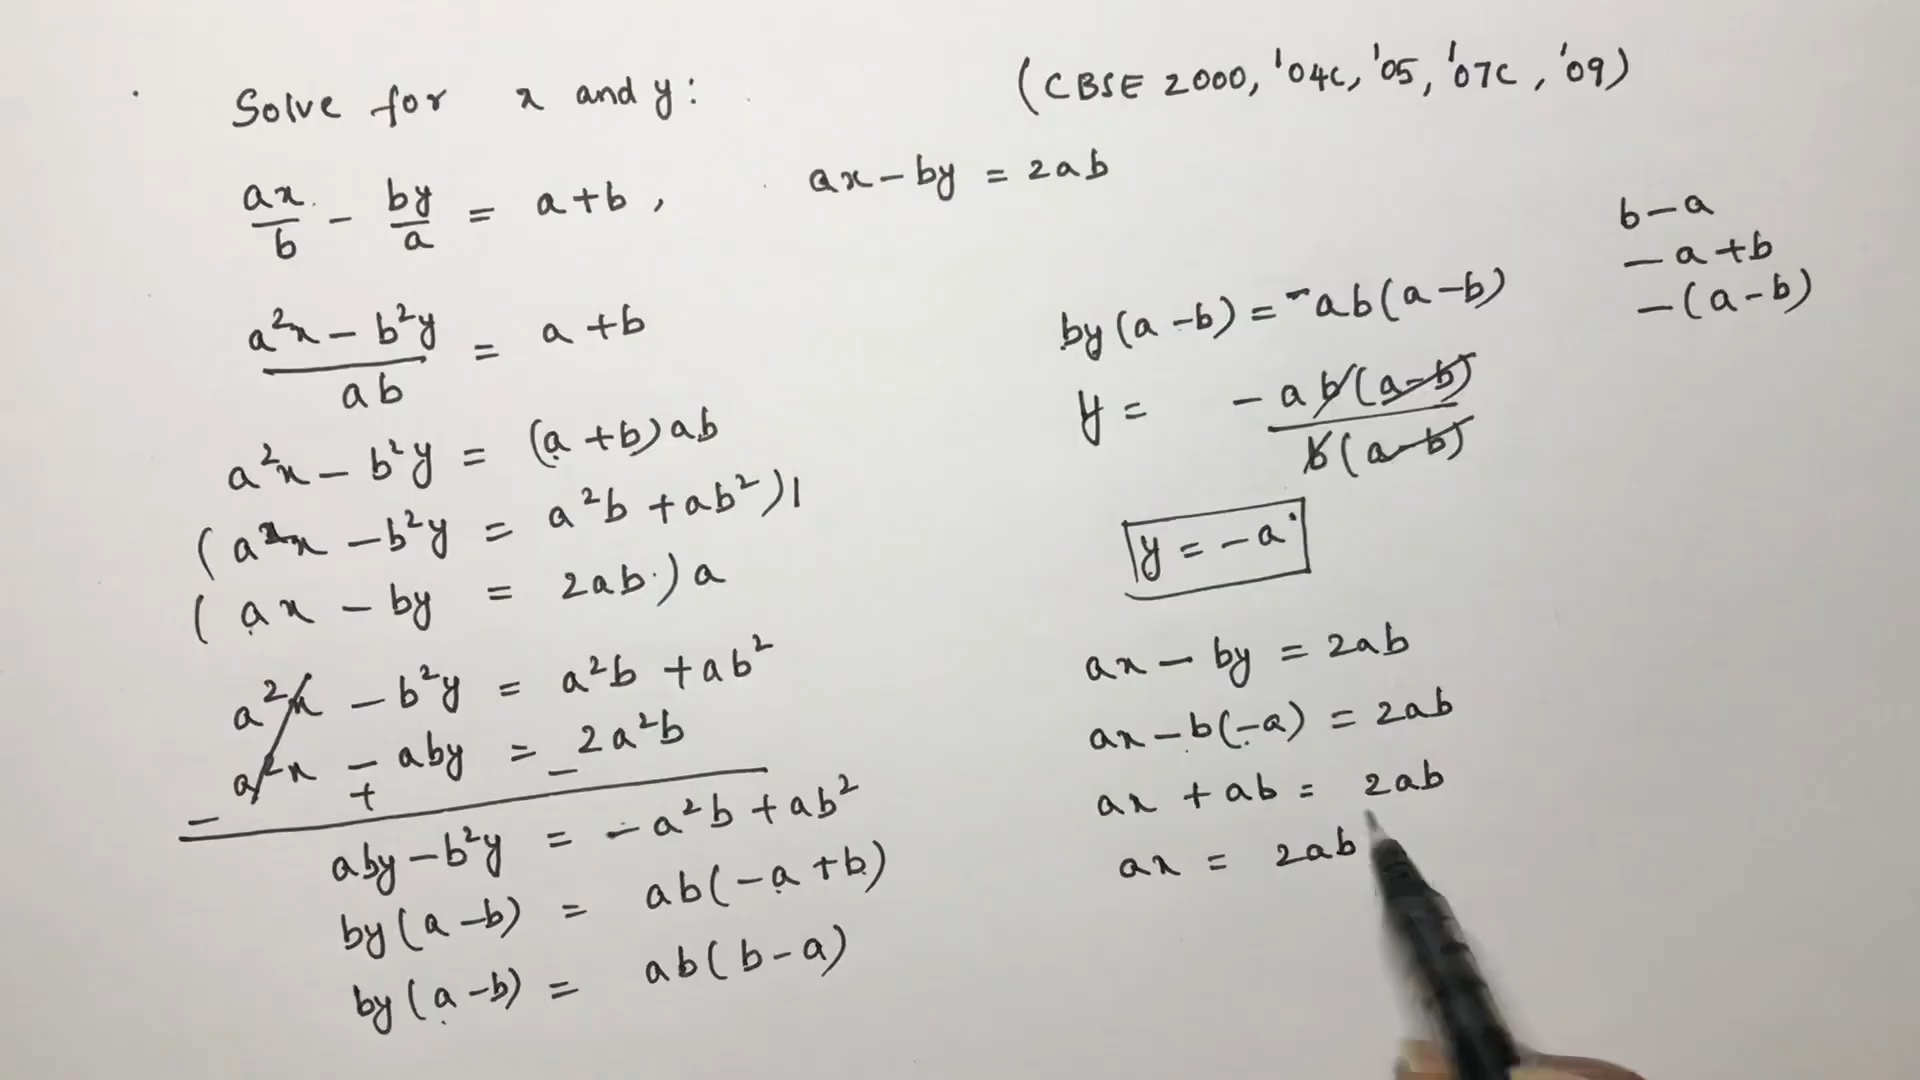 Solve for x and y:
(CBSE 2000, '04C, '05, '07C, '09)
ax/b - by/a = a+b, ax-by = 2ab
(a²x - b²y)/ab = a+b
a²x - b²y = (a+b)ab
(a²x - b²y = a²b + ab²)1
(ax - by = 2ab.)a
a²x - b²y = a²b + ab²
a²x - aby = 2a²b
- + -
aby - b²y = -a²b + ab²
by(a-b) = ab(-a+b)
by(a-b) = ab(b-a)
b-a
-a+b
-(a-b)
by(a-b) = -ab(a-b)
y = -ab(a-b)/b(a-b)
y = -a
ax - by = 2ab
ax - b(-a) = 2ab
ax + ab = 2ab
ax = 2ab